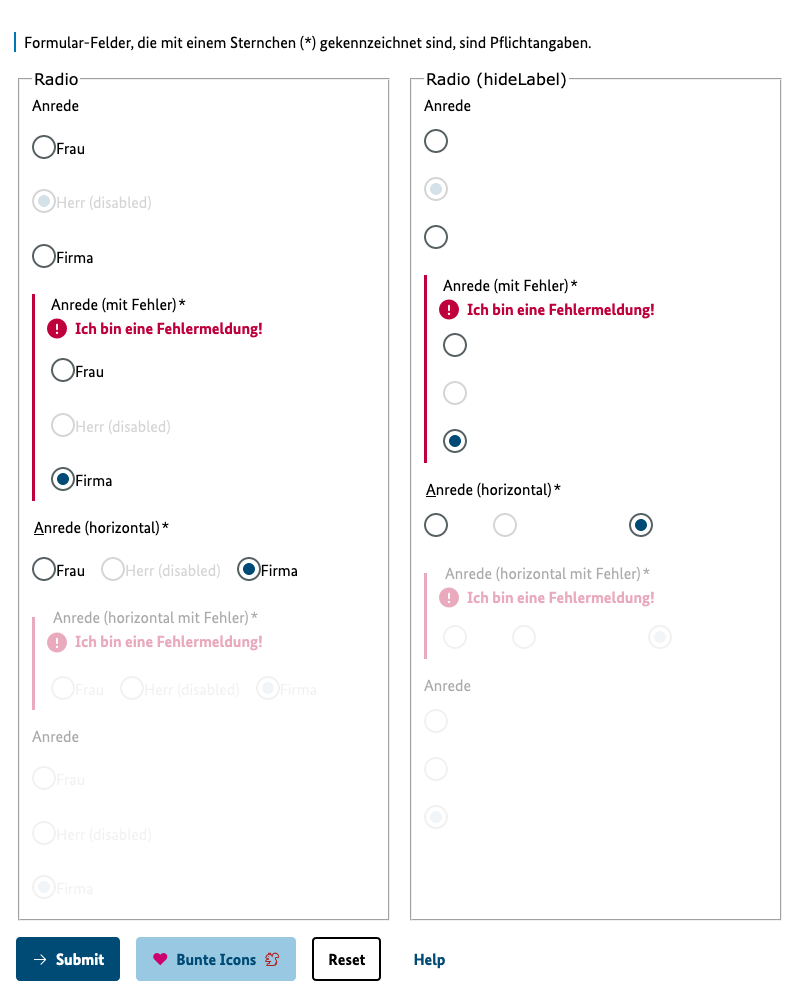 Formular-Felder, die mit einem Sternchen (*) gekennzeichnet sind, sind Pflichtangaben.
Radio
Anrede
Frau
Herr (disabled)
Firma
Anrede (mit Fehler)*
! Ich bin eine Fehlermeldung!
Frau
Herr (disabled)
Firma
Anrede (horizontal)*
Frau Herr (disabled) Firma
Anrede (horizontal mit Fehler)*
! Ich bin eine Fehlermeldung!
Frau Herr (disabled) Firma
Anrede
Frau
Herr (disabled)
Firma
Radio (hideLabel)
Anrede
Anrede (mit Fehler)*
! Ich bin eine Fehlermeldung!
Anrede (horizontal)*
Anrede (horizontal mit Fehler)*
! Ich bin eine Fehlermeldung!
Anrede
Submit Bunte Icons Reset Help